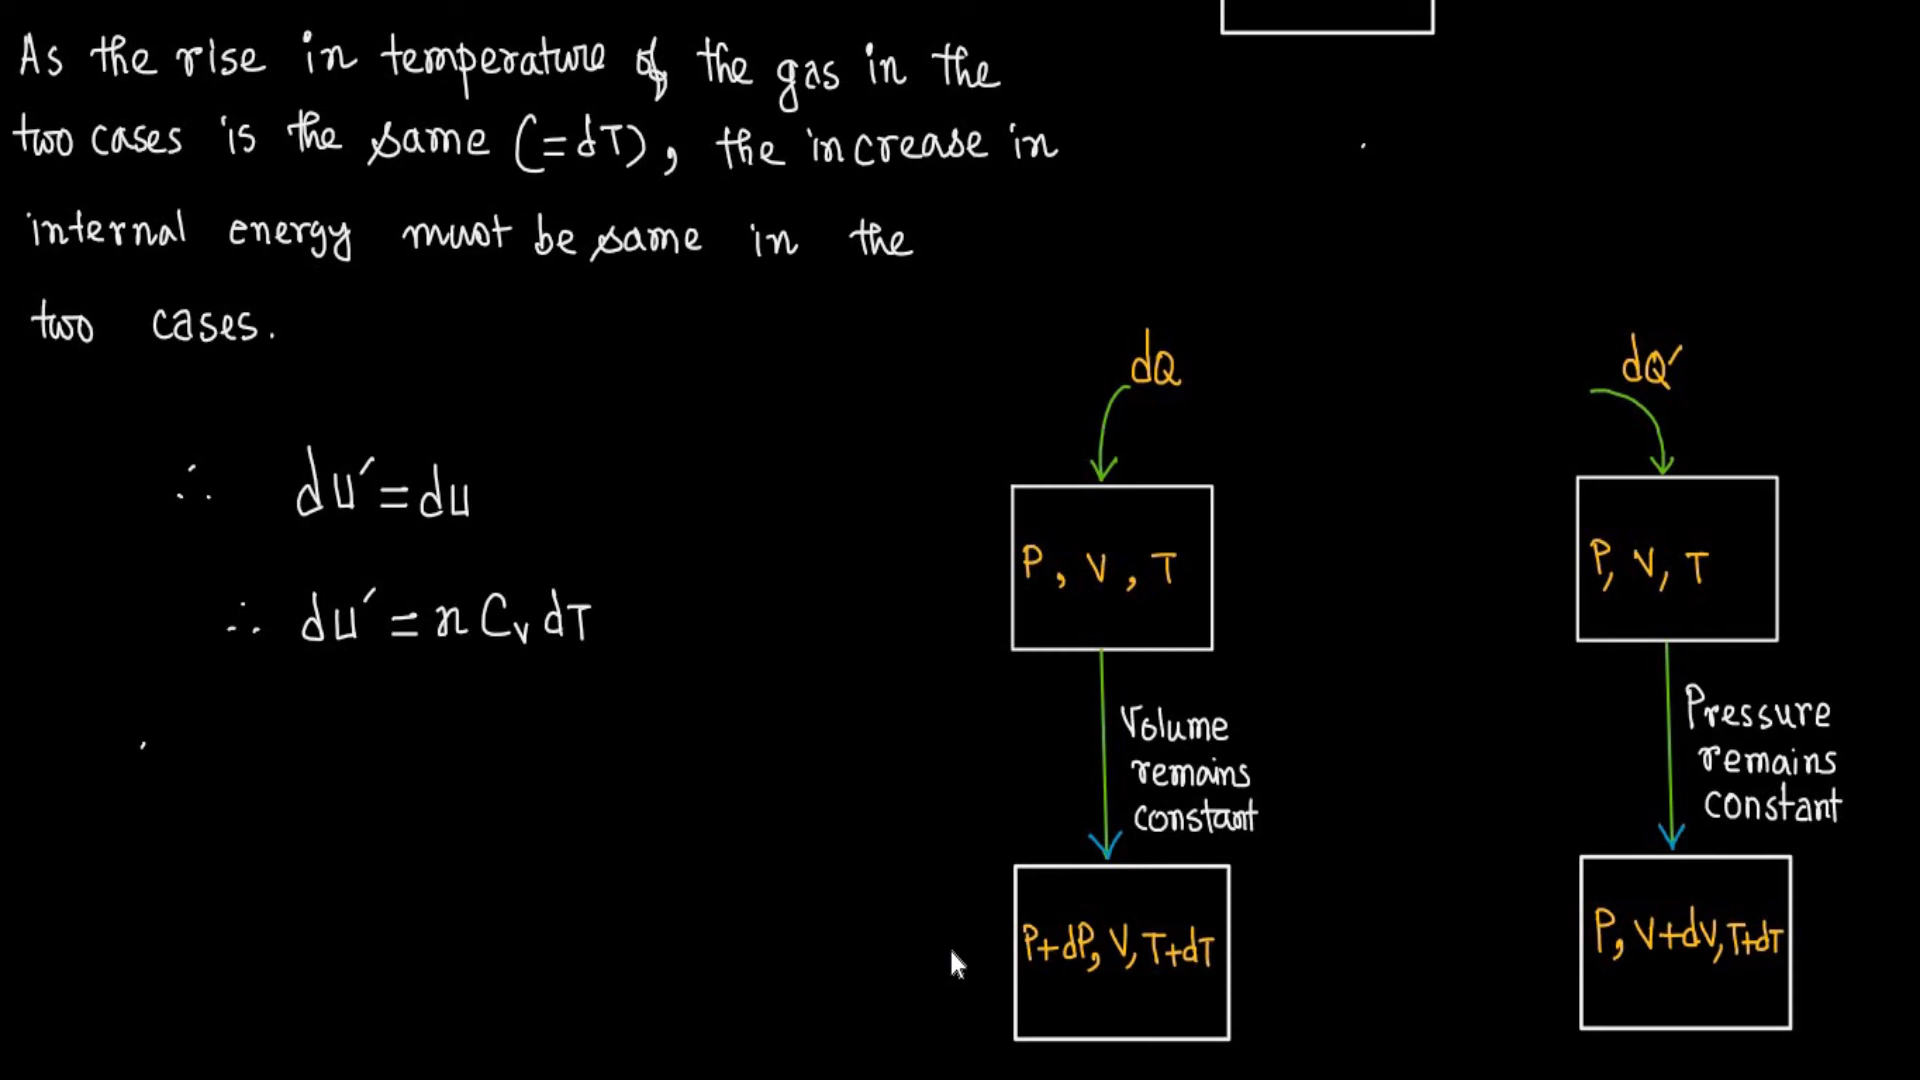 As the rise in temperature of the gas in the
two cases is the same (=dT), the increase in
internal energy must be same in the
two cases.
∴ du′ = du
∴ du′ = n Cv dT
dQ
P, V, T
Volume
remains
constant
P+dP, V, T+dT
dQ′
P, V, T
Pressure
remains
constant
P, V+dV, T+dT